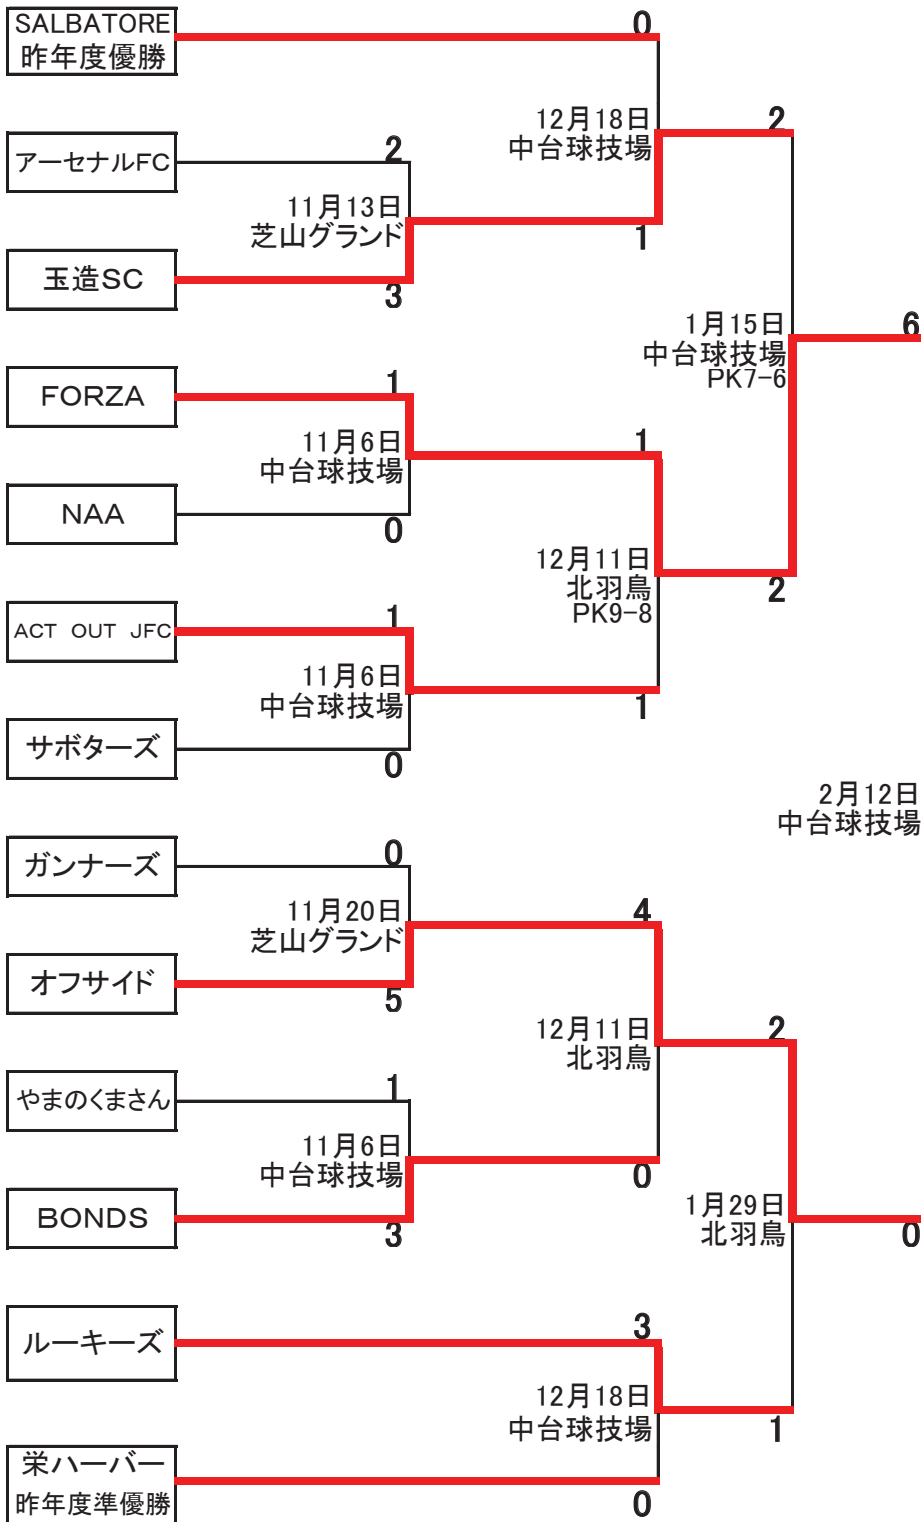 SALBATORE
昨年度優勝
0
12月18日
中台球技場
2
アーセナルFC
2
11月13日
芝山グランド
1
玉造SC
3
1月15日
中台球技場
PK7-6
6
FORZA
1
11月6日
中台球技場
1
NAA
0
12月11日
北羽鳥
PK9-8
2
ACT OUT JFC
1
11月6日
中台球技場
1
サボターズ
0
2月12日
中台球技場
ガンナーズ
0
11月20日
芝山グランド
4
オフサイド
5
12月11日
北羽鳥
2
やまのくまさん
1
11月6日
中台球技場
0
BONDS
3
1月29日
北羽鳥
0
ルーキーズ
3
12月18日
中台球技場
1
栄ハーバー
昨年度準優勝
0